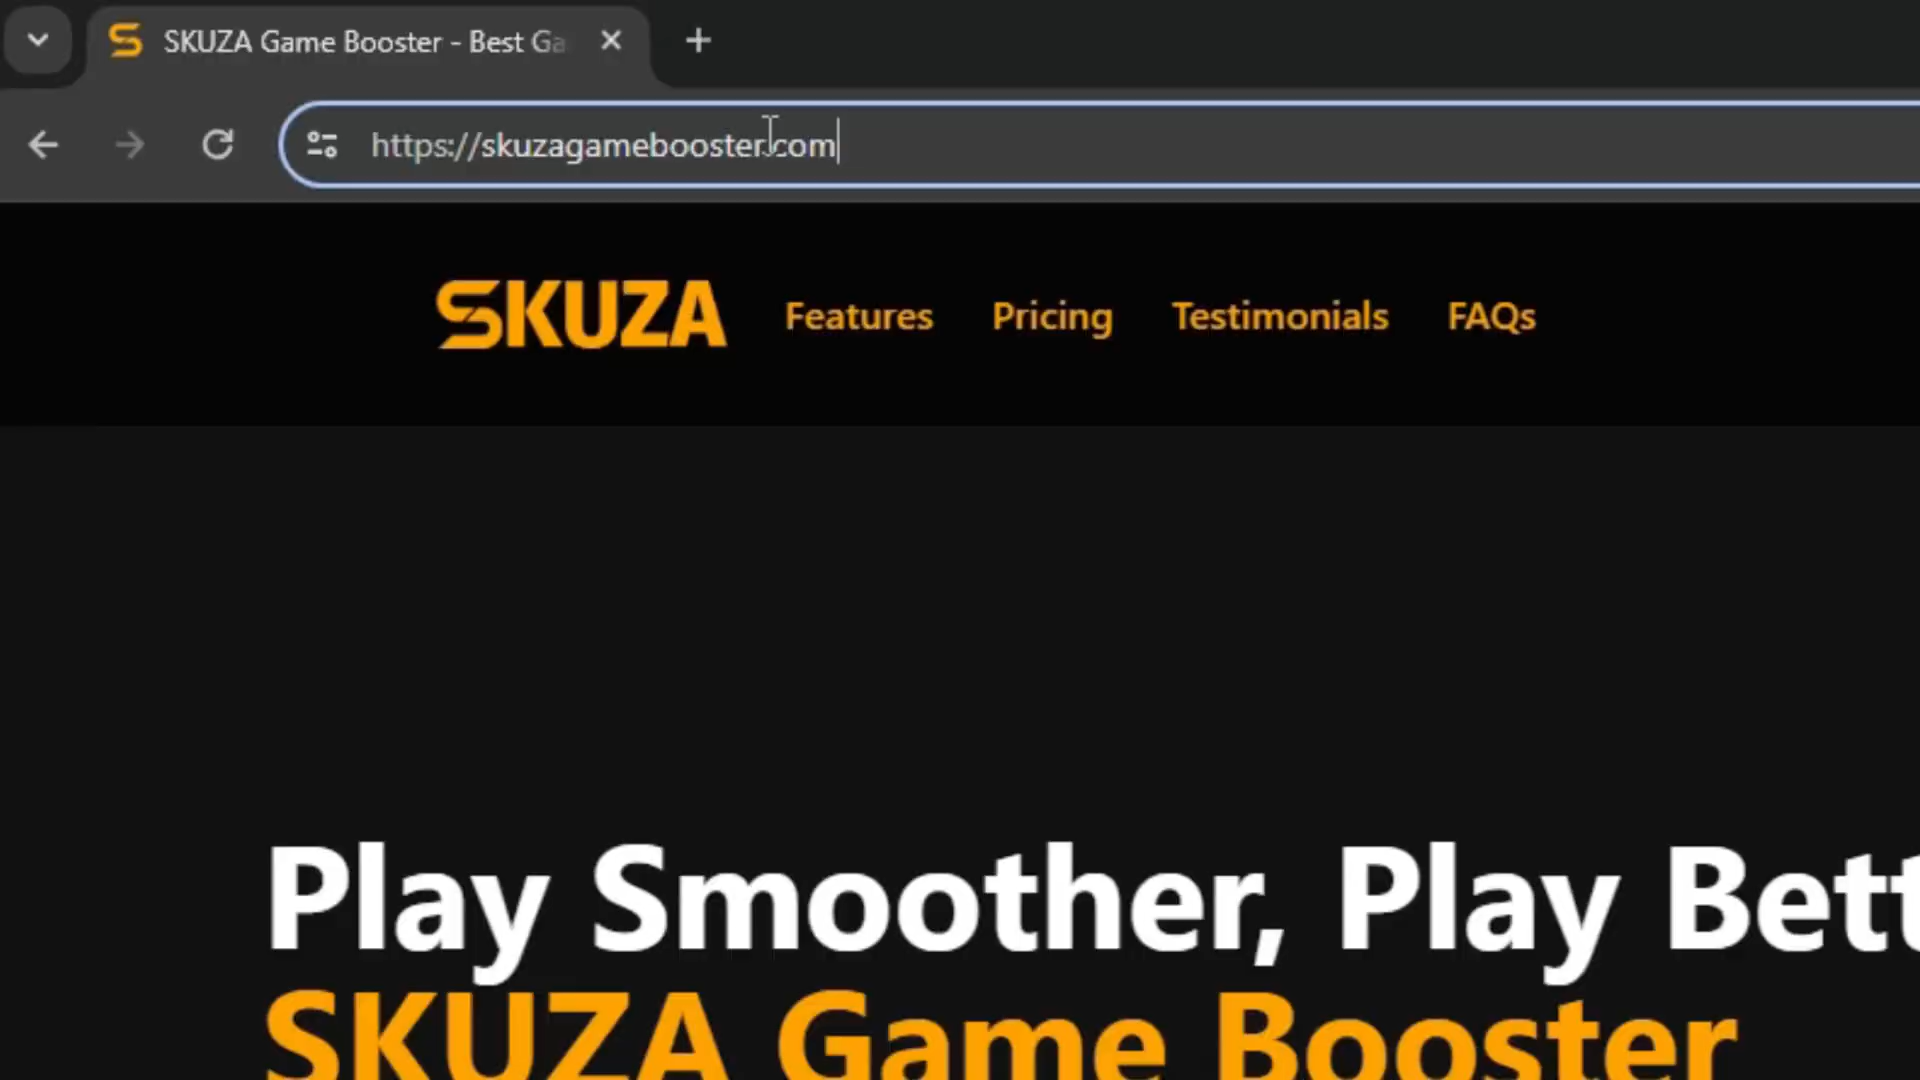 SKUZA Game Booster - Best Ga
https://skuzagamebooster.com
SKUZA Features Pricing Testimonials FAQs
Play Smoother, Play Bett
SKUZA Game Booster